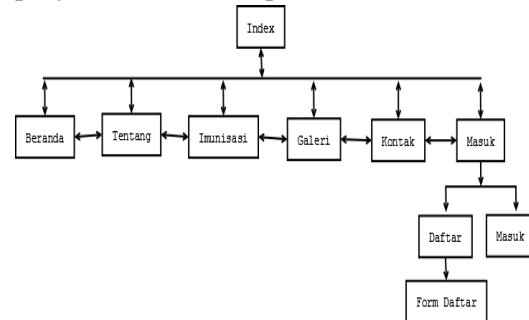 Index
Beranda
Tentang
Imunisasi
Galeri
Kontak
Masuk
Daftar
Masuk
Form Daftar